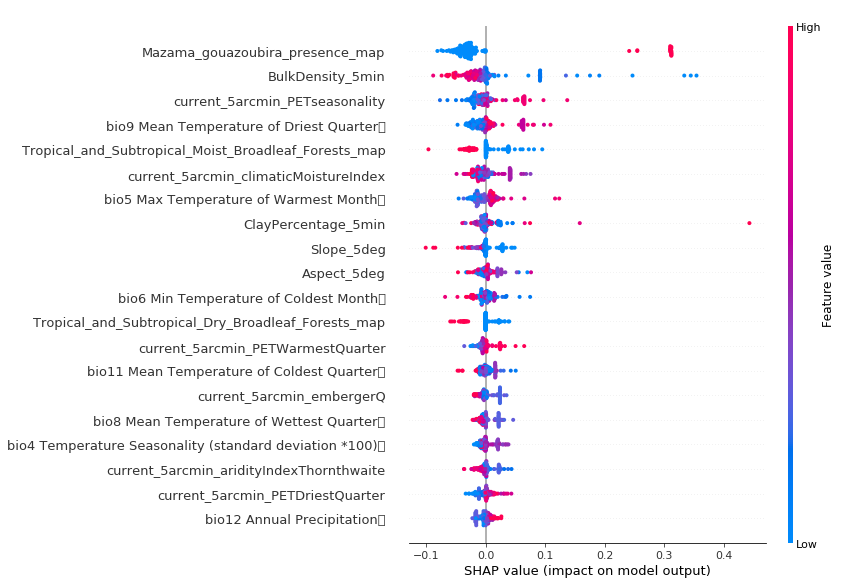 High
Mazama_gouazoubira_presence_map
BulkDensity_5min
current_5arcmin_PETseasonality
bio9 Mean Temperature of Driest Quarter▯
Tropical_and_Subtropical_Moist_Broadleaf_Forests_map
current_5arcmin_climaticMoistureIndex
bio5 Max Temperature of Warmest Month▯
ClayPercentage_5min
Slope_5deg
Aspect_5deg
bio6 Min Temperature of Coldest Month▯
Tropical_and_Subtropical_Dry_Broadleaf_Forests_map
current_5arcmin_PETWarmestQuarter
bio11 Mean Temperature of Coldest Quarter▯
current_5arcmin_embergerQ
bio8 Mean Temperature of Wettest Quarter▯
bio4 Temperature Seasonality (standard deviation *100)▯
current_5arcmin_aridityIndexThornthwaite
current_5arcmin_PETDriestQuarter
bio12 Annual Precipitation▯
Feature value
Low
−0.1 0.0 0.1 0.2 0.3 0.4
SHAP value (impact on model output)